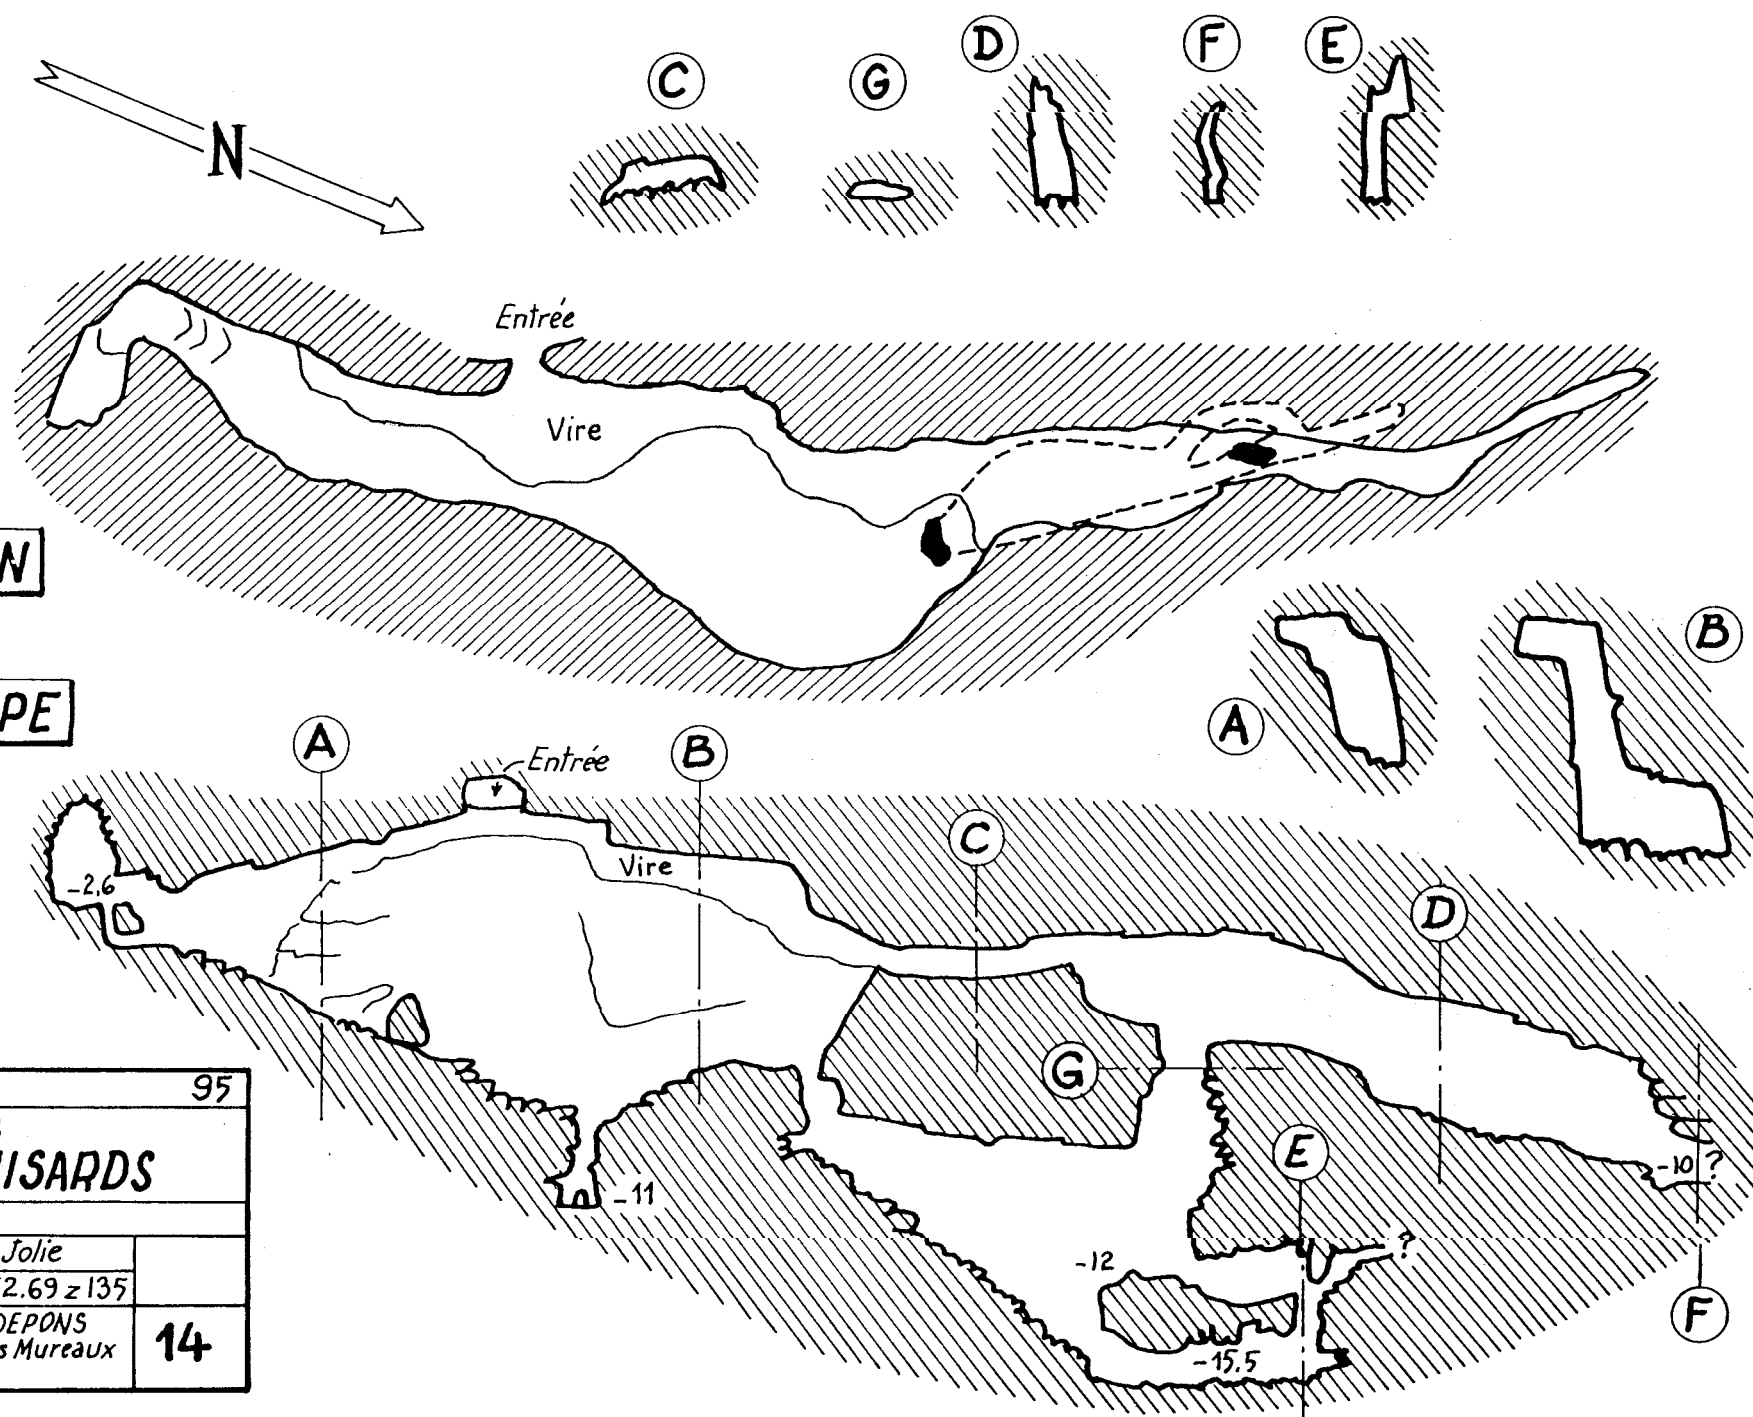 C
G
D
F
E
N
Entrée
Vire
N
PE
A
B
A
Entrée
B
C
Vire
D
-2,6
G
E
-10 ?
-11
-12
?
-15,5
F
95
ISARDS
Jolie
2.69 z 135
DEPONS
s Mureaux
14